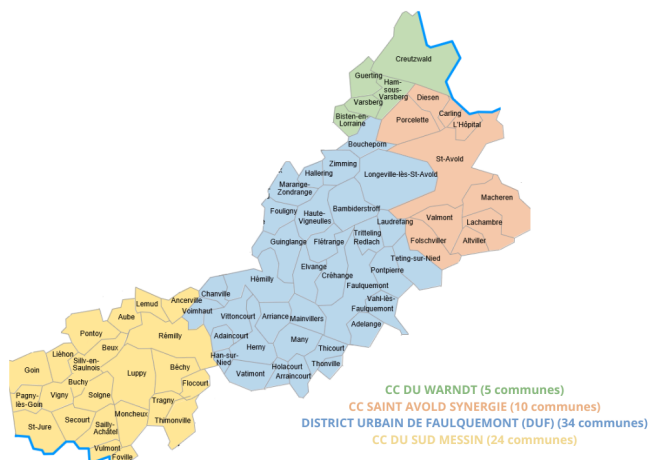 Creutzwald
Guerting
Ham-
sous-
Varsberg
Varsberg
Bisten-en-
Lorraine
Diesen
Carling
Porcelette
L'Hôpital
Boucheporn
St-Avold
Zimming
Hallering
Longeville-lès-St-Avold
Marange-
Zondrange
Macheren
Fouligny
Haute-
Vigneulles
Bambiderstroff
Laudrefang
Valmont
Lachambre
Guinglange
Flétrange
Tritteling
Redlach
Folschviller
Altviller
Teting-sur-Nied
Elvange
Créhange
Pontpierre
Hémilly
Faulquemont
Chanville
Vahl-lès-
Faulquemont
Lemud
Ancerville
Voimhaut
Aube
Vittoncourt
Arriance
Mainvillers
Adelange
Pontoy
Rémilly
Adaincourt
Many
Beux
Herny
Thicourt
Liéhon
Silly-en-
Saulnois
Han-sur-
Nied
Goin
Luppy
Béchy
Vatimont
Holacourt
Thonville
Arraincourt
Buchy
Flocourt
Pagny-
lès-Goin
Vigny
Solgne
Tragny
St-Jure
Secourt
Moncheux
Thimonville
Sailly-
Achâtel
Vulmont
Foville
CC DU WARNDT (5 communes)
CC SAINT AVOLD SYNERGIE (10 communes)
DISTRICT URBAIN DE FAULQUEMONT (DUF) (34 communes)
CC DU SUD MESSIN (24 communes)